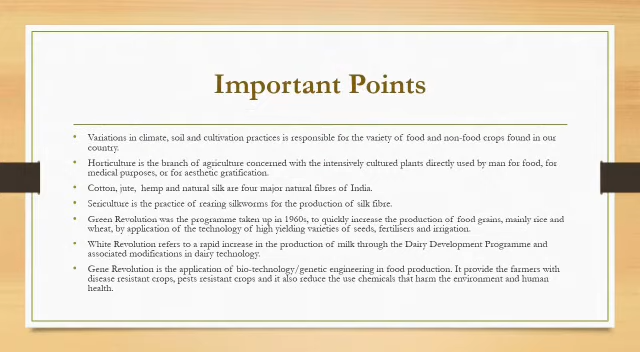 Important Points
• Variations in climate, soil and cultivation practices is responsible for the variety of food and non-food crops found in our
country.
• Horticulture is the branch of agriculture concerned with the intensively cultured plants directly used by man for food, for
medical purposes, or for aesthetic gratification.
• Cotton, jute, hemp and natural silk are four major natural fibres of India.
• Sericulture is the practice of rearing silkworms for the production of silk fibre.
• Green Revolution was the programme taken up in 1960s, to quickly increase the production of food grains, mainly rice and
wheat, by application of the technology of high yielding varieties of seeds, fertilisers and irrigation.
• White Revolution refers to a rapid increase in the production of milk through the Dairy Development Programme and
associated modifications in dairy technology.
• Gene Revolution is the application of bio-technology/genetic engineering in food production. It provide the farmers with
disease resistant crops, pests resistant crops and it also reduce the use chemicals that harm the environment and human
health.